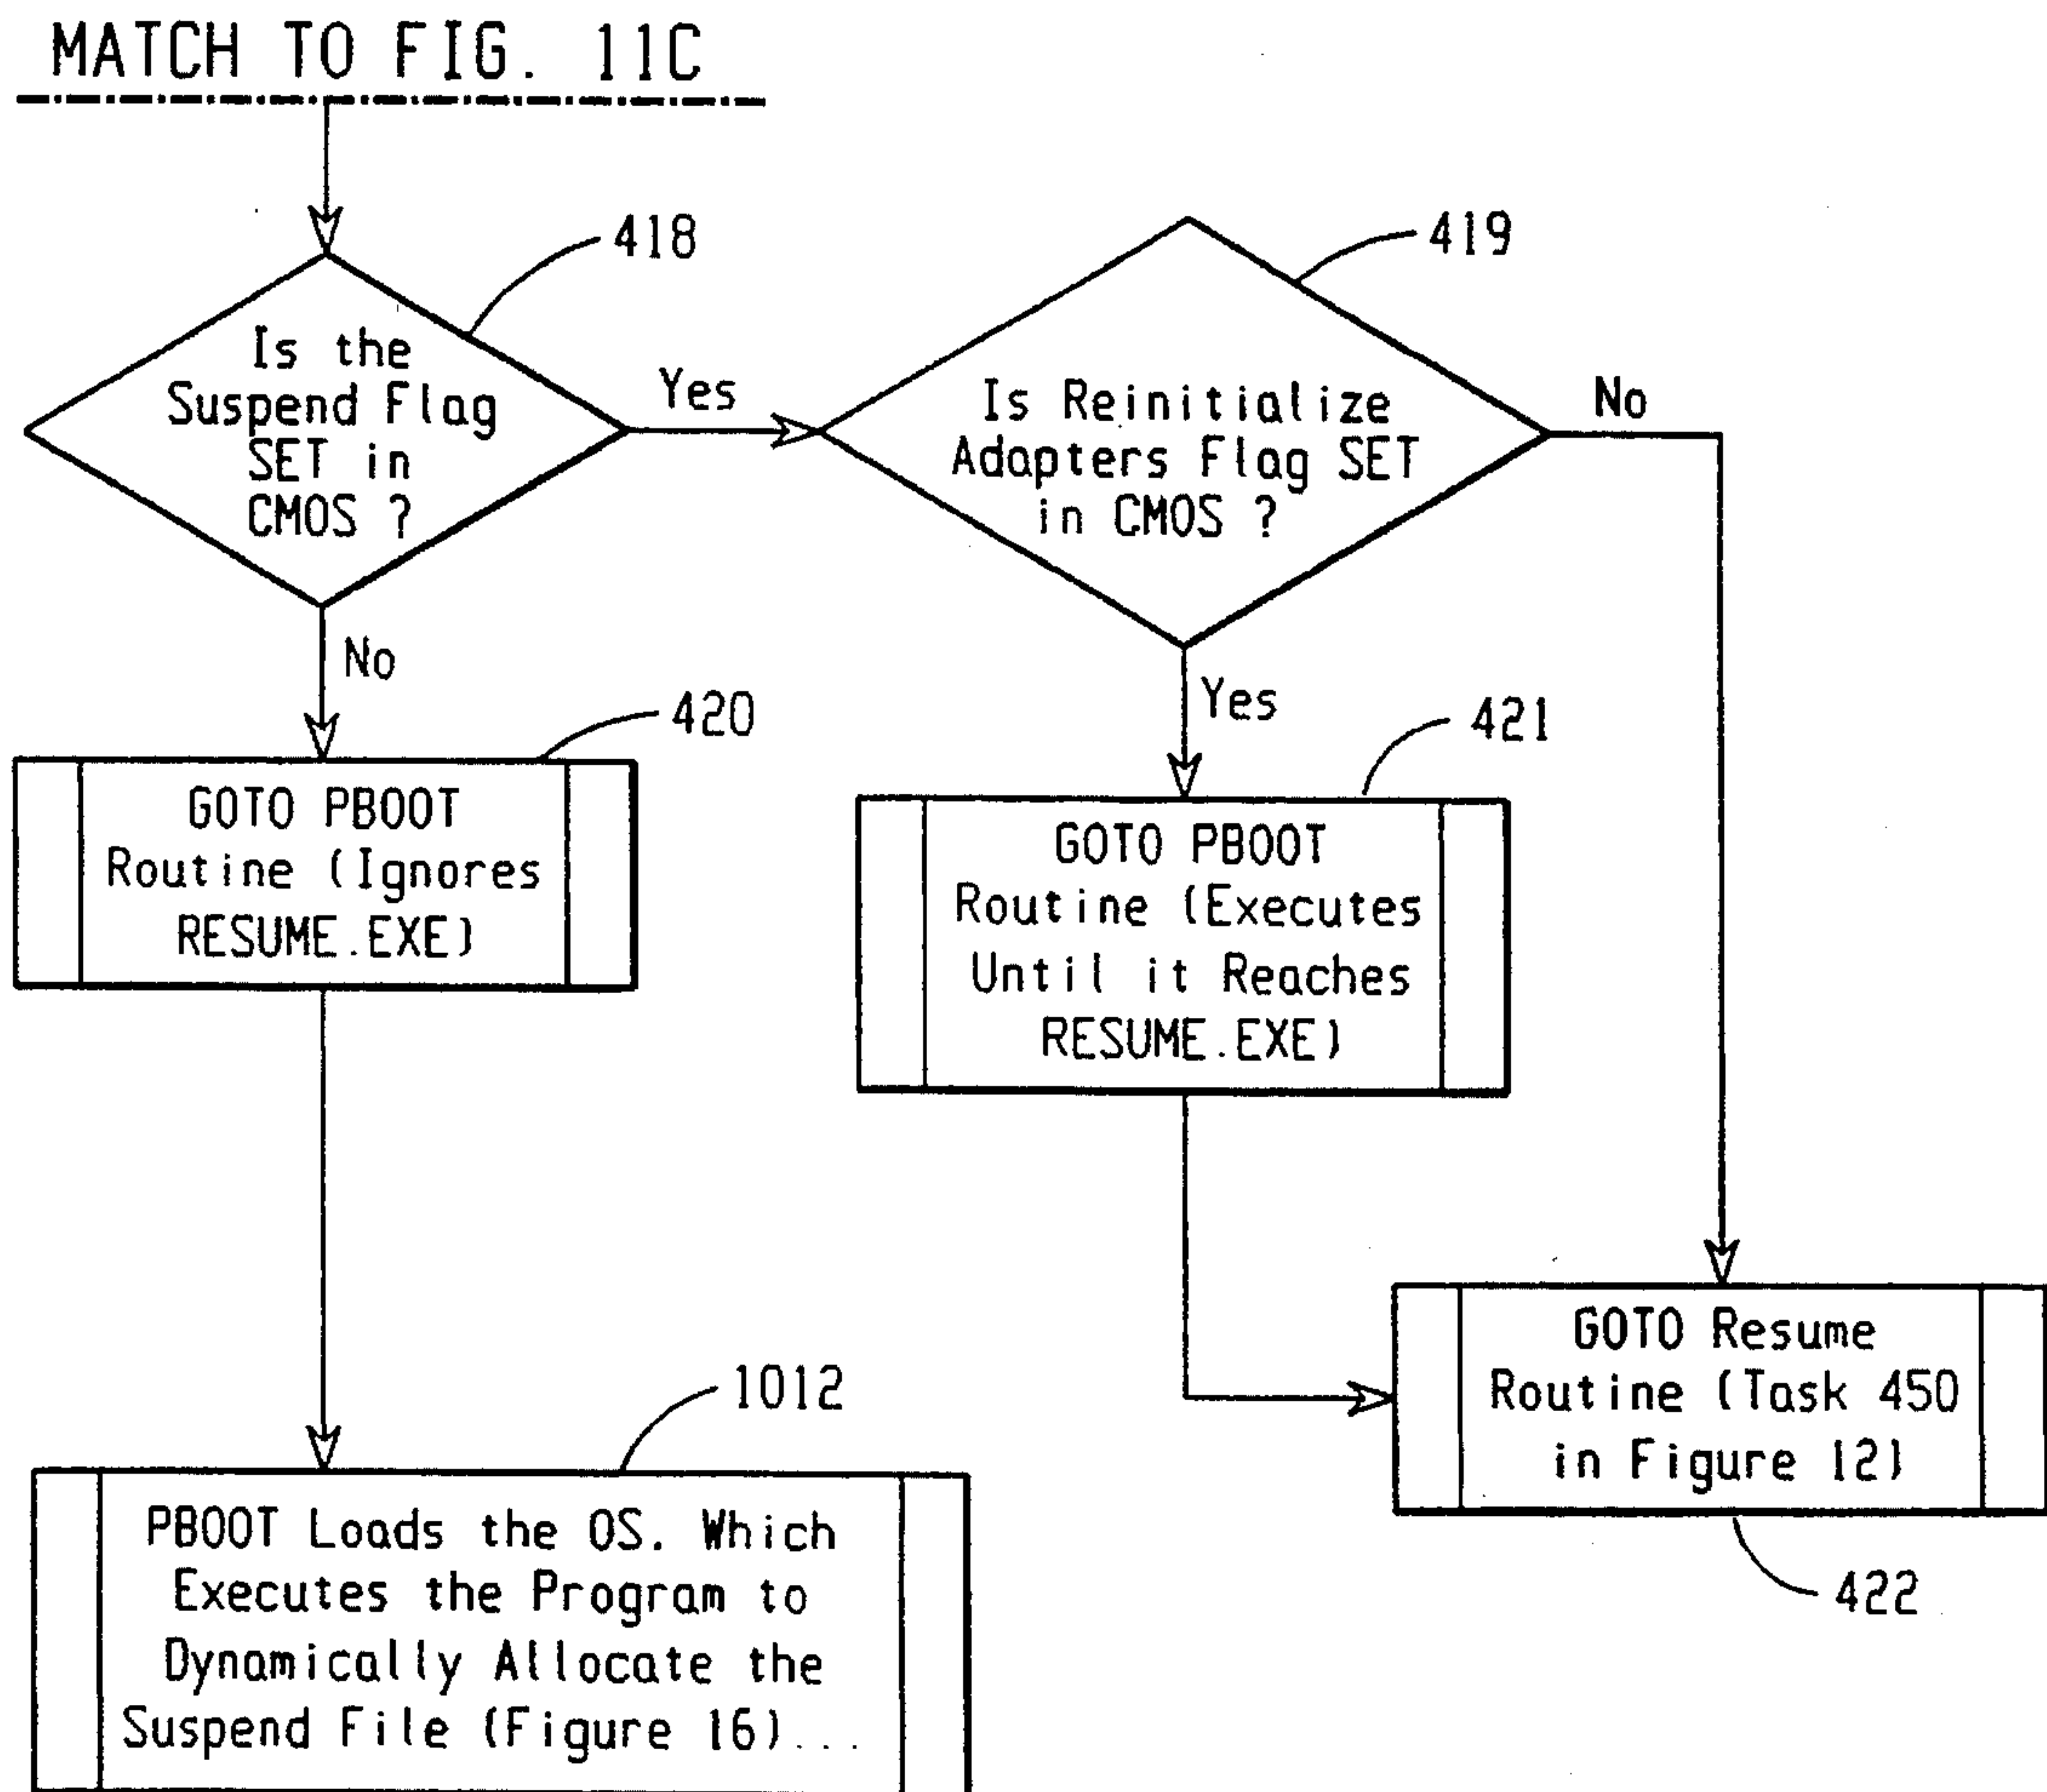 MATCH TO FIG. 11C
418
Is the
Suspend Flag
SET in
CMOS ?
Yes
No
419
Is Reinitialize
Adapters Flag SET
in CMOS ?
No
Yes
420
GOTO PBOOT
Routine (Ignores
RESUME.EXE)
421
GOTO PBOOT
Routine (Executes
Until it Reaches
RESUME.EXE)
1012
PBOOT Loads the OS. Which
Executes the Program to
Dynamically Allocate the
Suspend File (Figure 16)...
GOTO Resume
Routine (Task 450
in Figure 12)
422